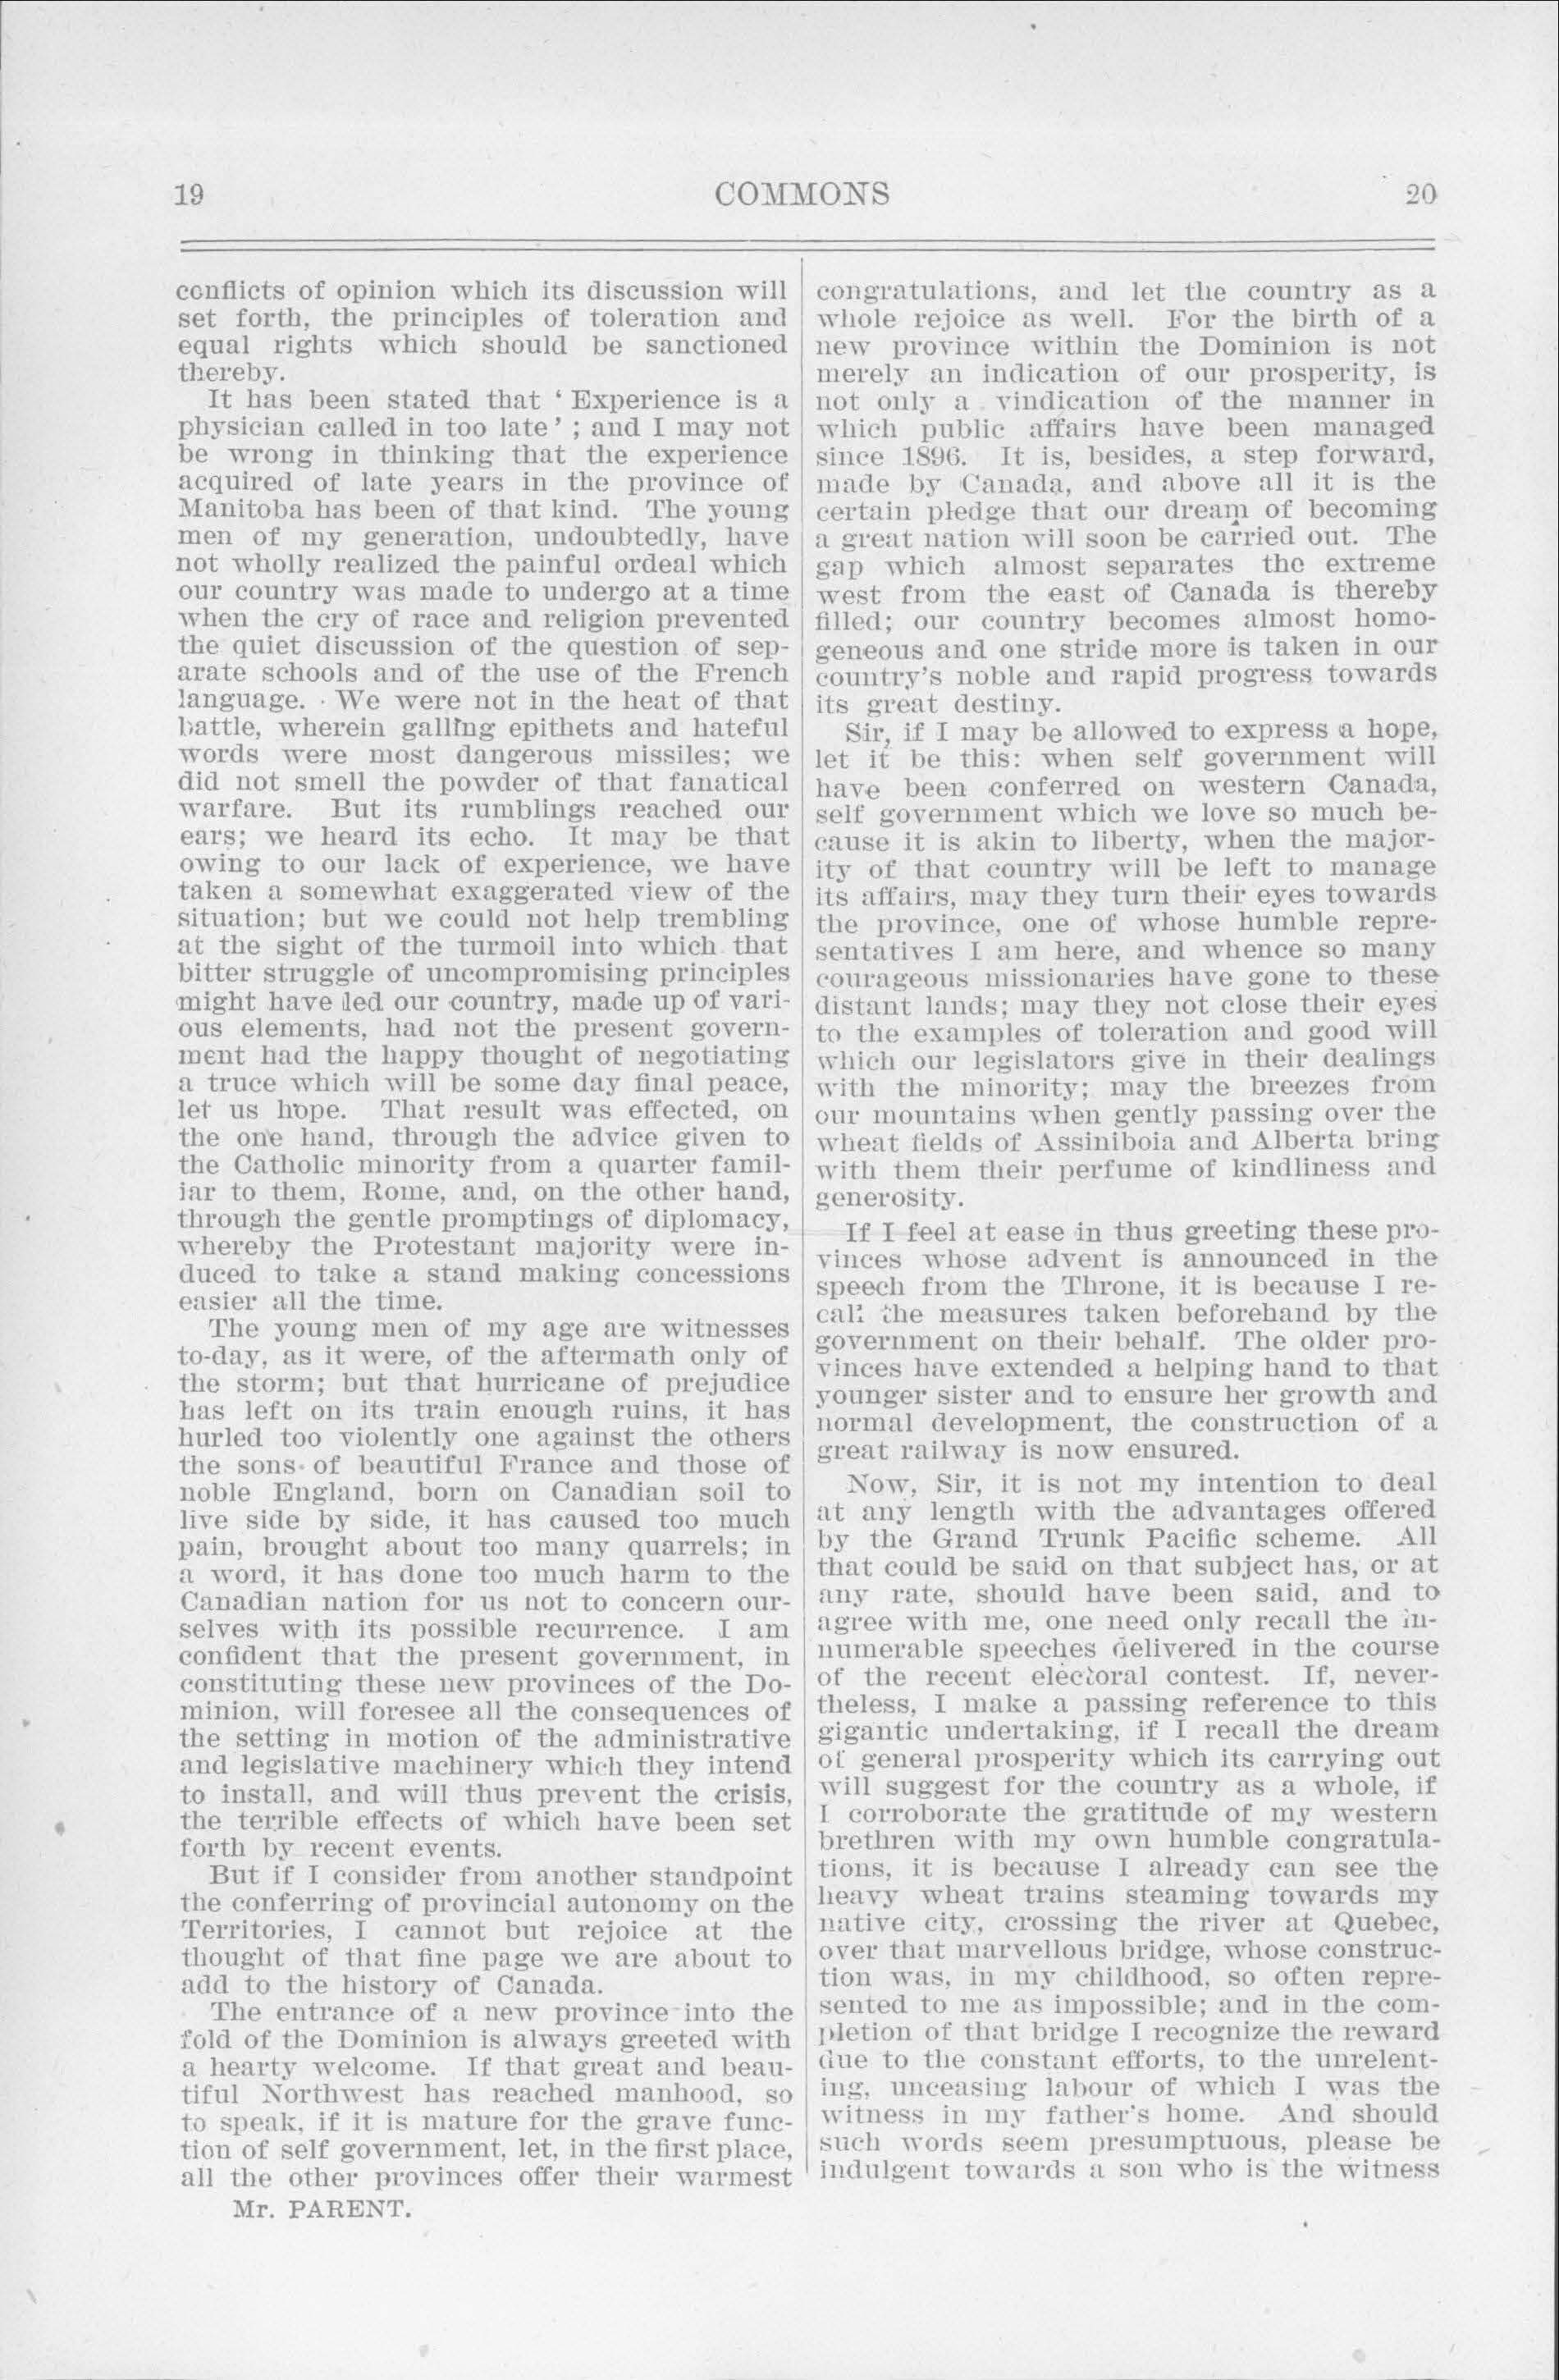 19
COMMONS
20
conflicts of opinion which its discussion will
set forth, the principles of toleration and
equal rights which should be sanctioned
thereby.
It has been stated that ‘ Experience is a
physician called in too late ’ ; and I may not
be wrong in thinking that the experience
acquired of late years in the province of
Manitoba has been of that kind. The young
men of my generation, undoubtedly, have
not wholly realized the painful ordeal which
our country was made to undergo at a time
when the cry of race and religion prevented
the quiet discussion of the question of sep-
arate schools and of the use of the French
language. We were not in the heat of that
battle, wherein galling epithets and hateful
words were most dangerous missiles; we
did not smell the powder of that fanatical
warfare. But its rumblings reached our
ears; we heard its echo. It may be that
owing to our lack of experience, we have
taken a somewhat exaggerated view of the
situation; but we could not help trembling
at the sight of the turmoil into which that
bitter struggle of uncompromising principles
might have led our country, made up of vari-
ous elements, had not the present govern-
ment had the happy thought of negotiating
a truce which will be some day final peace,
let us hope. That result was effected, on
the one hand, through the advice given to
the Catholic minority from a quarter famil-
iar to them, Rome, and, on the other hand,
through the gentle promptings of diplomacy,
whereby the Protestant majority were in-
duced to take a stand making concessions
easier all the time.
The young men of my age are witnesses
to-day, as it were, of the aftermath only of
the storm; but that hurricane of prejudice
has left on its train enough ruins, it has
hurled too violently one against the others
the sons of beautiful France and those of
noble England, born on Canadian soil to
live side by side, it has caused too much
pain, brought about too many quarrels; in
a word, it has done too much harm to the
Canadian nation for us not to concern our-
selves with its possible recurrence. I am
confident that the present government, in
constituting these new provinces of the Do-
minion, will foresee all the consequences of
the setting in motion of the administrative
and legislative machinery which they intend
to install, and will thus prevent the crisis,
the terrible effects of which have been set
forth by recent events.
But if I consider from another standpoint
the conferring of provincial autonomy on the
Territories, I cannot but rejoice at the
thought of that fine page we are about to
add to the history of Canada.
The entrance of a new province into the
fold of the Dominion is always greeted with
a hearty welcome. If that great and beau-
tiful Northwest has reached manhood, so
to speak, if it is mature for the grave func-
tion of self government, let, in the first place,
all the other provinces offer their warmest
Mr. PARENT.
congratulations, and let the country as a
whole rejoice as well. For the birth of a
new province within the Dominion is not
merely an indication of our prosperity, is
not only a vindication of the manner in
which public affairs have been managed
since 1896. It is, besides, a step forward,
made by Canada, and above all it is the
certain pledge that our dream of becoming
a great nation will soon be carried out. The
gap which almost separates the extreme
west from the east of Canada is thereby
filled; our country becomes almost homo-
geneous and one stride more is taken in our
country's noble and rapid progress towards
its great destiny.
Sir, if I may be allowed to express a hope,
let it be this: when self government will
have been conferred on western Canada,
self government which we love so much be-
cause it is akin to liberty, when the major-
ity of that country will be left to manage
its affairs, may they turn their eyes towards
the province, one of whose humble repre-
sentatives I am here, and whence so many
courageous missionaries have gone to these
distant lands; may they not close their eyes
to the examples of toleration and good will
which our legislators give in their dealings
with the minority; may the breezes from
our mountains when gently passing over the
wheat fields of Assiniboia and Alberta bring
with them their perfume of kindliness and
generosity.
If I feel at ease in thus greeting these pro-
vinces whose advent is announced in the
speech from the Throne, it is because I re-
call the measures taken beforehand by the
government on their behalf. The older pro-
vinces have extended a helping hand to that
younger sister and to ensure her growth and
normal development, the construction of a
great railway is now ensured.
Now, Sir, it is not my intention to deal
at any length with the advantages offered
by the Grand Trunk Pacific scheme. All
that could be said on that subject has, or at
any rate, should have been said, and to
agree with me, one need only recall the in-
numerable speeches delivered in the course
of the recent electoral contest. If, never-
theless, I make a passing reference to this
gigantic undertaking, if I recall the dream
of general prosperity which its carrying out
will suggest for the country as a whole, if
I corroborate the gratitude of my western
brethren with my own humble congratula-
tions, it is because I already can see the
heavy wheat trains steaming towards my
native city, crossing the river at Quebec,
over that marvellous bridge, whose construc-
tion was, in my childhood, so often repre-
sented to me as impossible; and in the com-
pletion of that bridge I recognize the reward
due to the constant efforts, to the unrelent-
ing, unceasing labour of which I was the
witness in my father's home. And should
such words seem presumptuous, please be
indulgent towards a son who is the witness